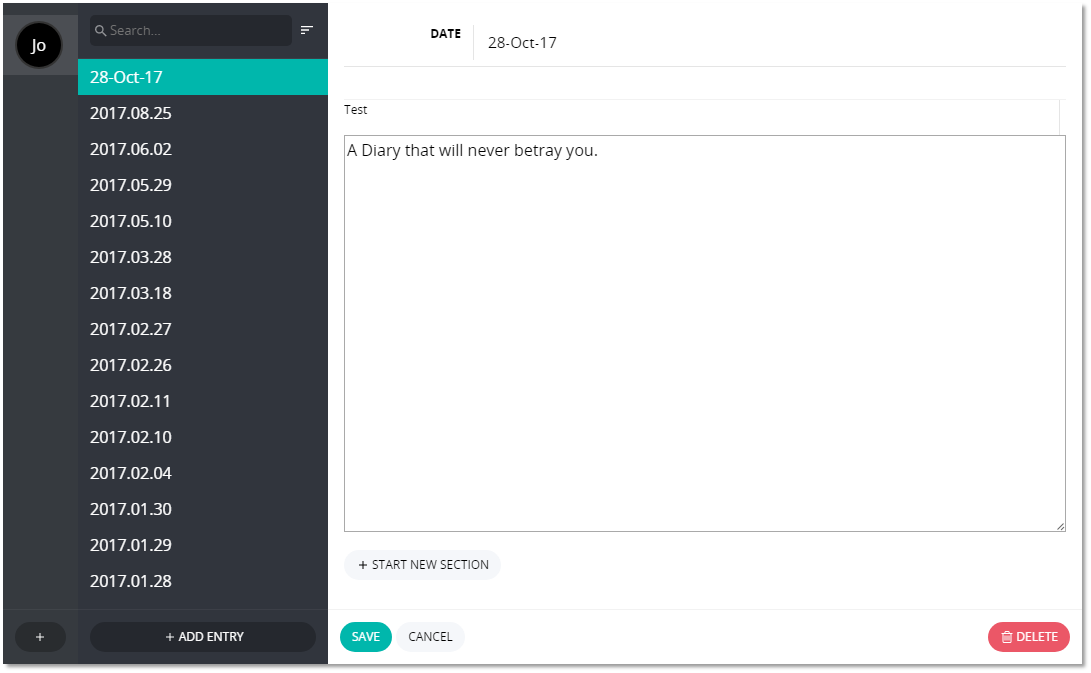 Jo
Search...
28-Oct-17
2017.08.25
2017.06.02
2017.05.29
2017.05.10
2017.03.28
2017.03.18
2017.02.27
2017.02.26
2017.02.11
2017.02.10
2017.02.04
2017.01.30
2017.01.29
2017.01.28
+
+ ADD ENTRY
DATE 28-Oct-17
Test
A Diary that will never betray you.
+ START NEW SECTION
SAVE CANCEL DELETE